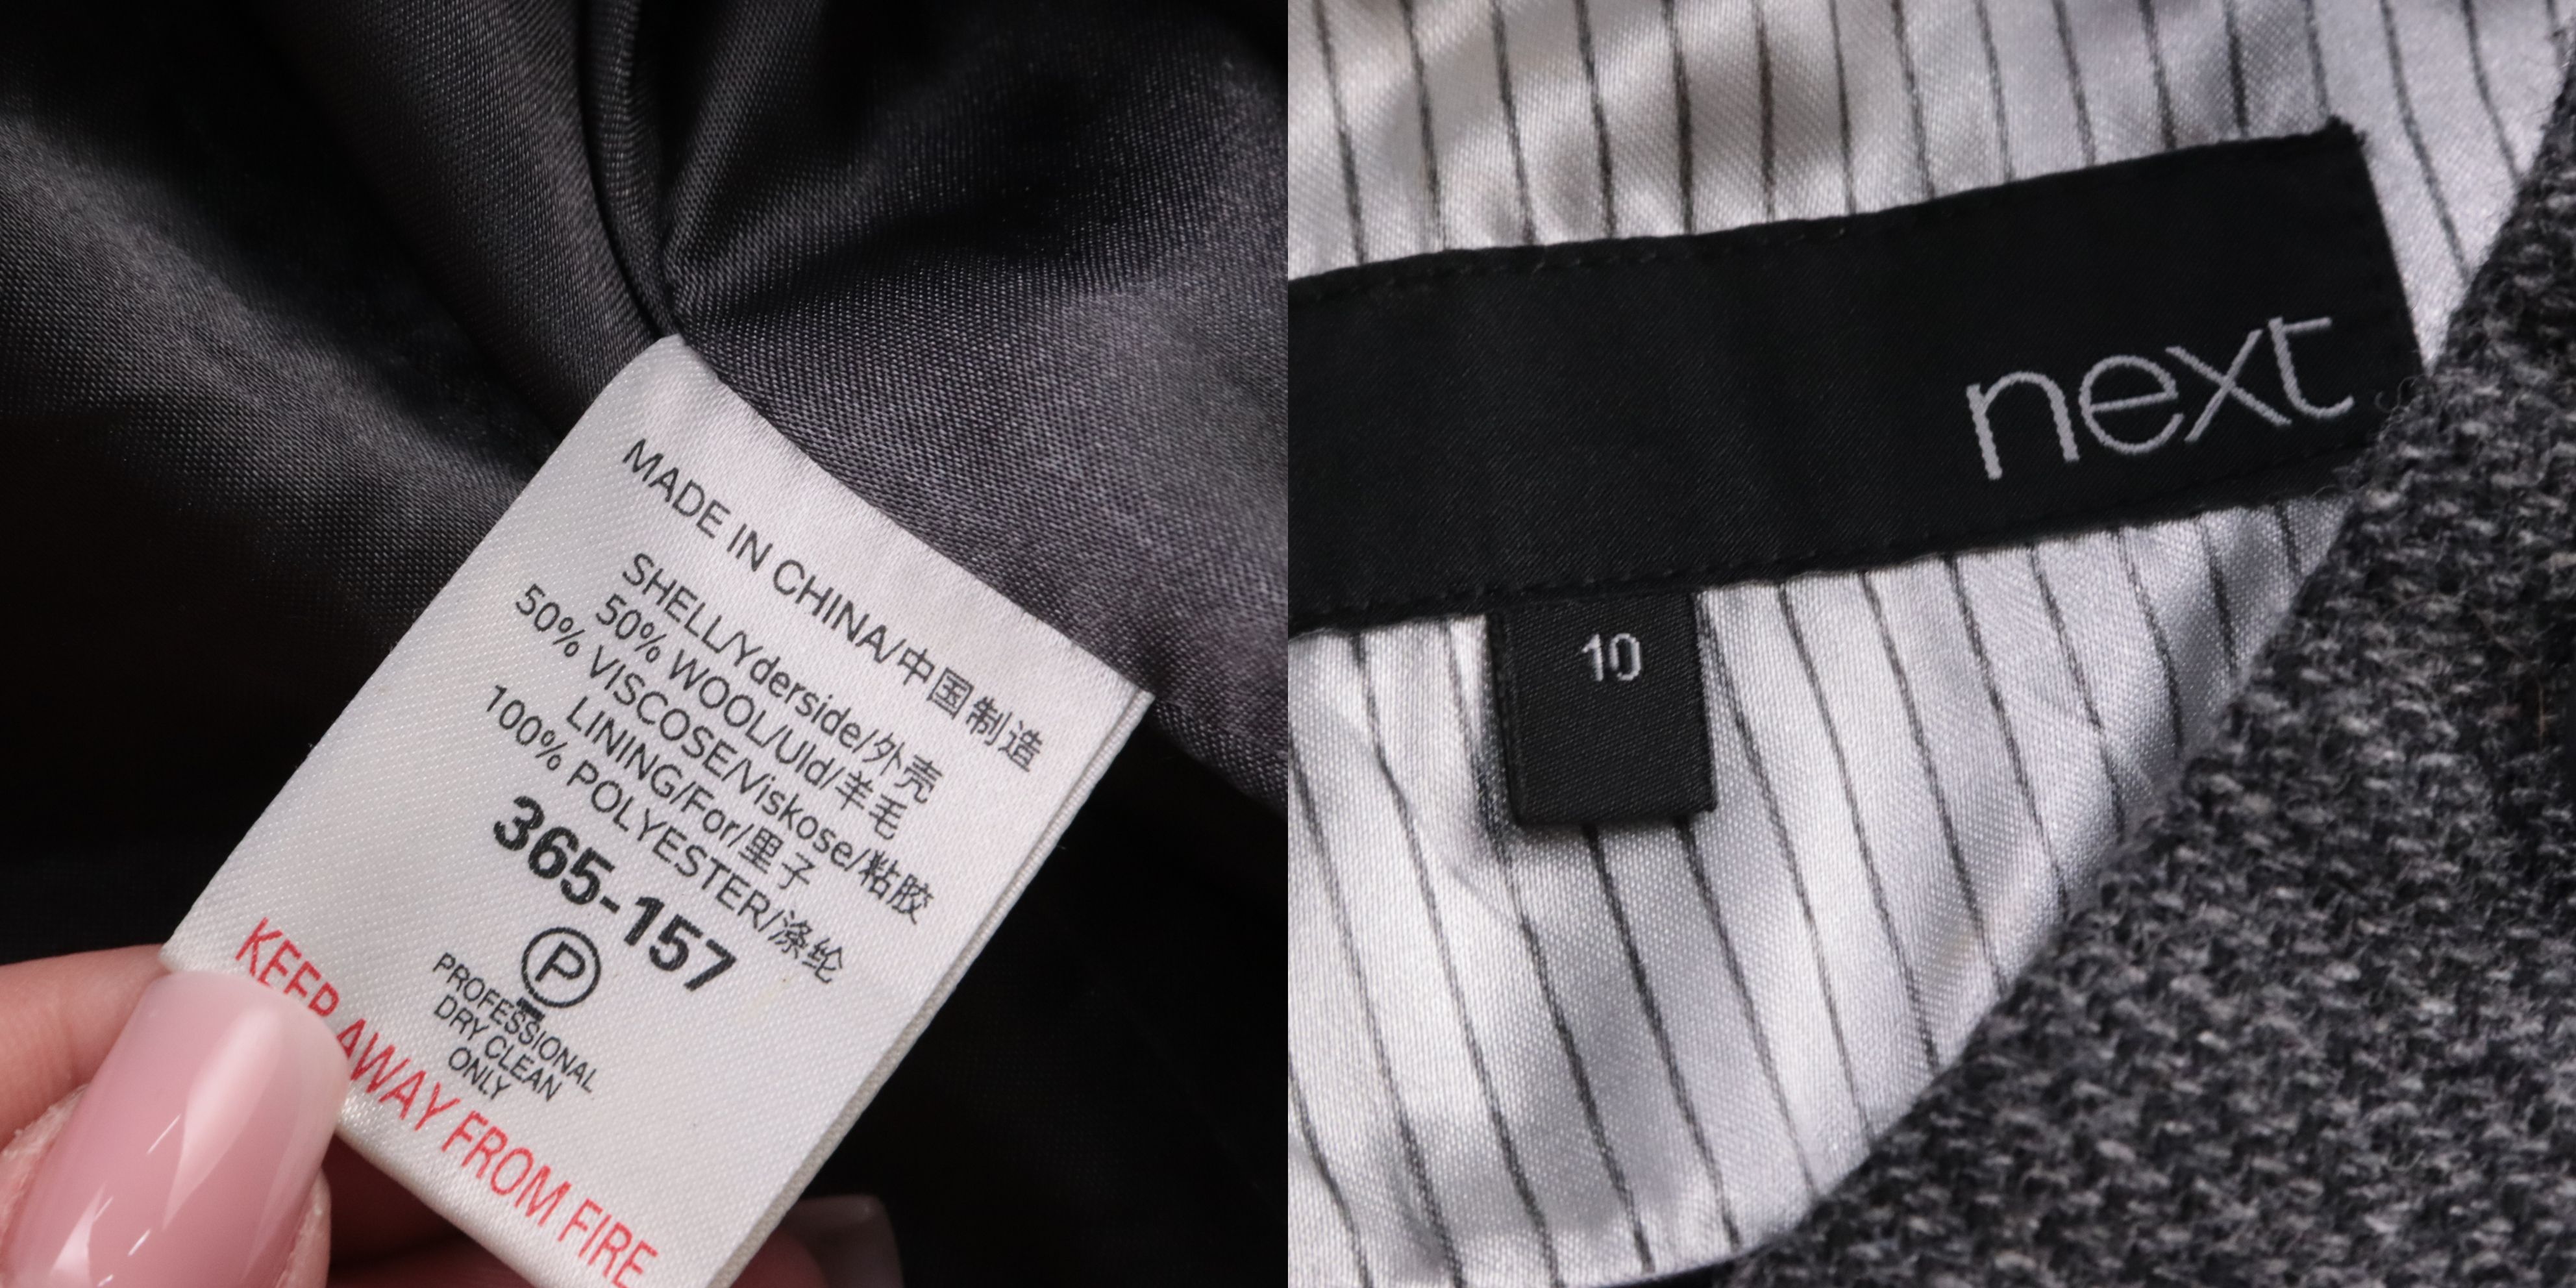 MADE IN CHINA/中国制造
SHELL/Yderside/外壳
50% WOOL/Uld/羊毛
50% VISCOSE/Viskose/粘胶
LINING/For/里子
100% POLYESTER/涤纶
365-157
P
PROFESSIONAL
DRY CLEAN
ONLY
KEEP AWAY FROM FIRE
next
10